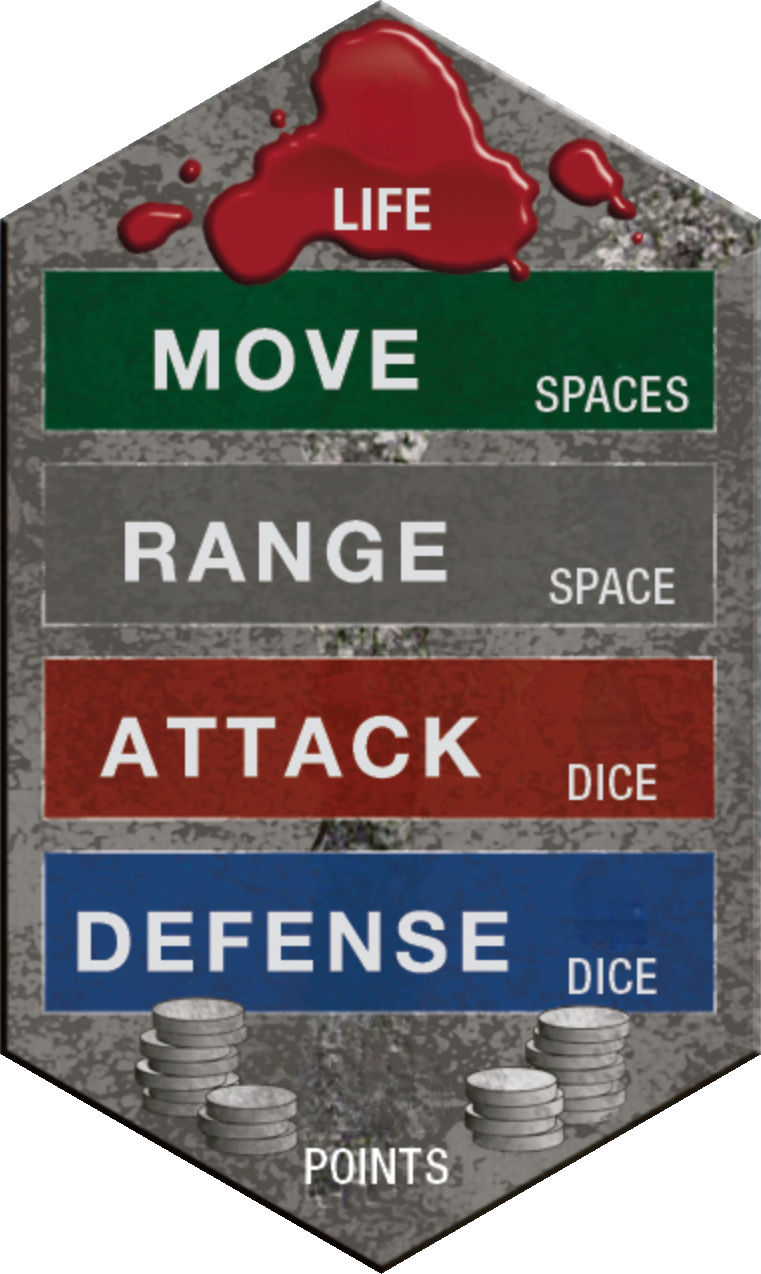 LIFE
MOVE
SPACES
RANGE
SPACE
ATTACK
DICE
DEFENSE
DICE
POINTS